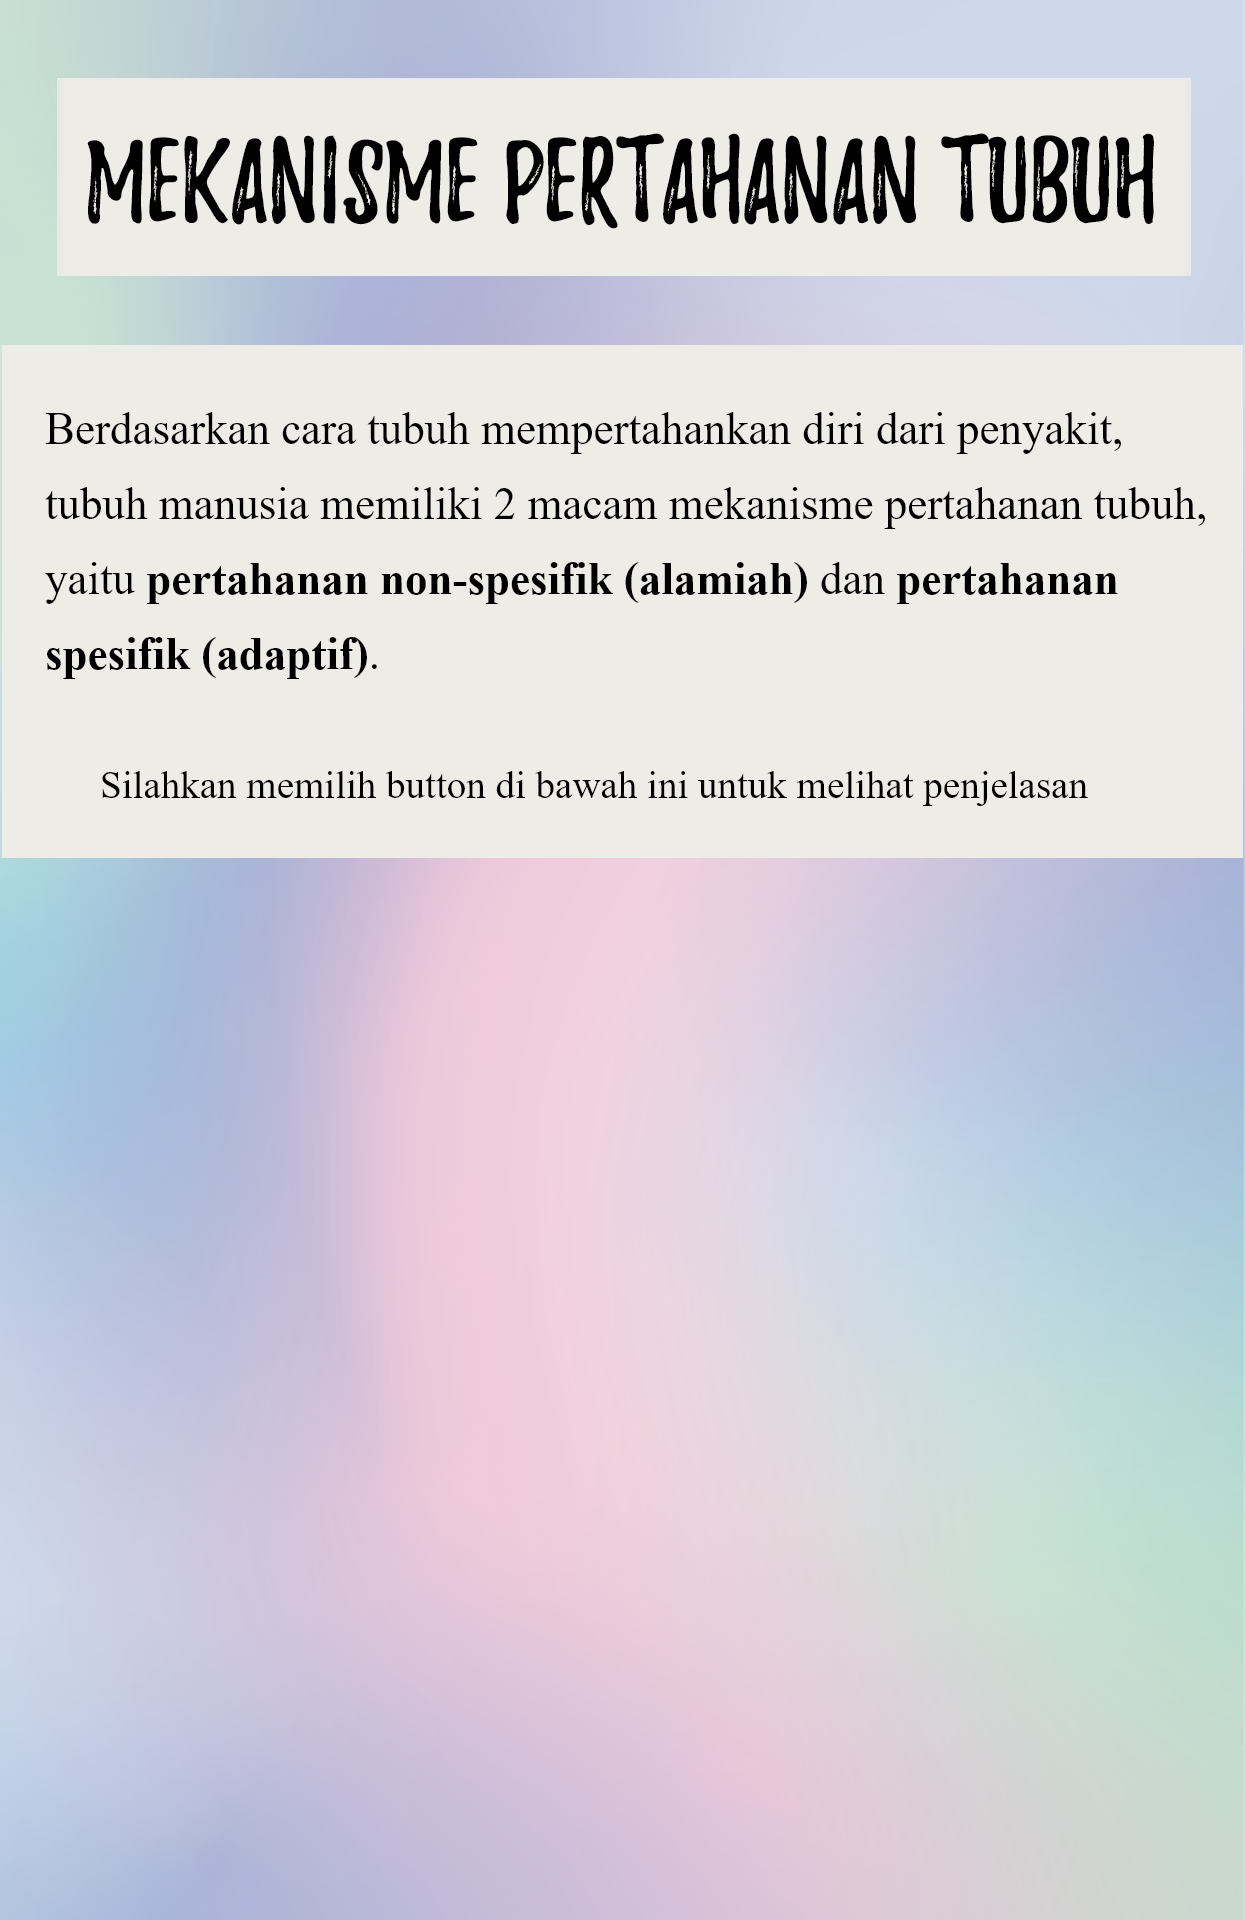 MEKANISME PERTAHANAN TUBUH
Berdasarkan cara tubuh mempertahankan diri dari penyakit,
tubuh manusia memiliki 2 macam mekanisme pertahanan tubuh,
yaitu pertahanan non-spesifik (alamiah) dan pertahanan
spesifik (adaptif).
Silahkan memilih button di bawah ini untuk melihat penjelasan